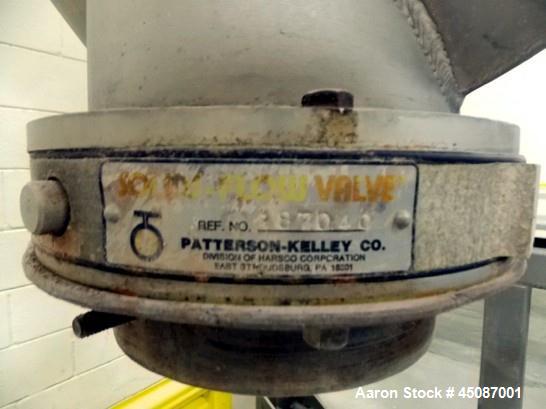 SOLIDS-FLOW VALVE
REF. NO.
PATTERSON-KELLEY CO.
DIVISION OF HARSCO CORPORATION
EAST STROUDSBURG, PA 18301
Aaron Stock # 45087001